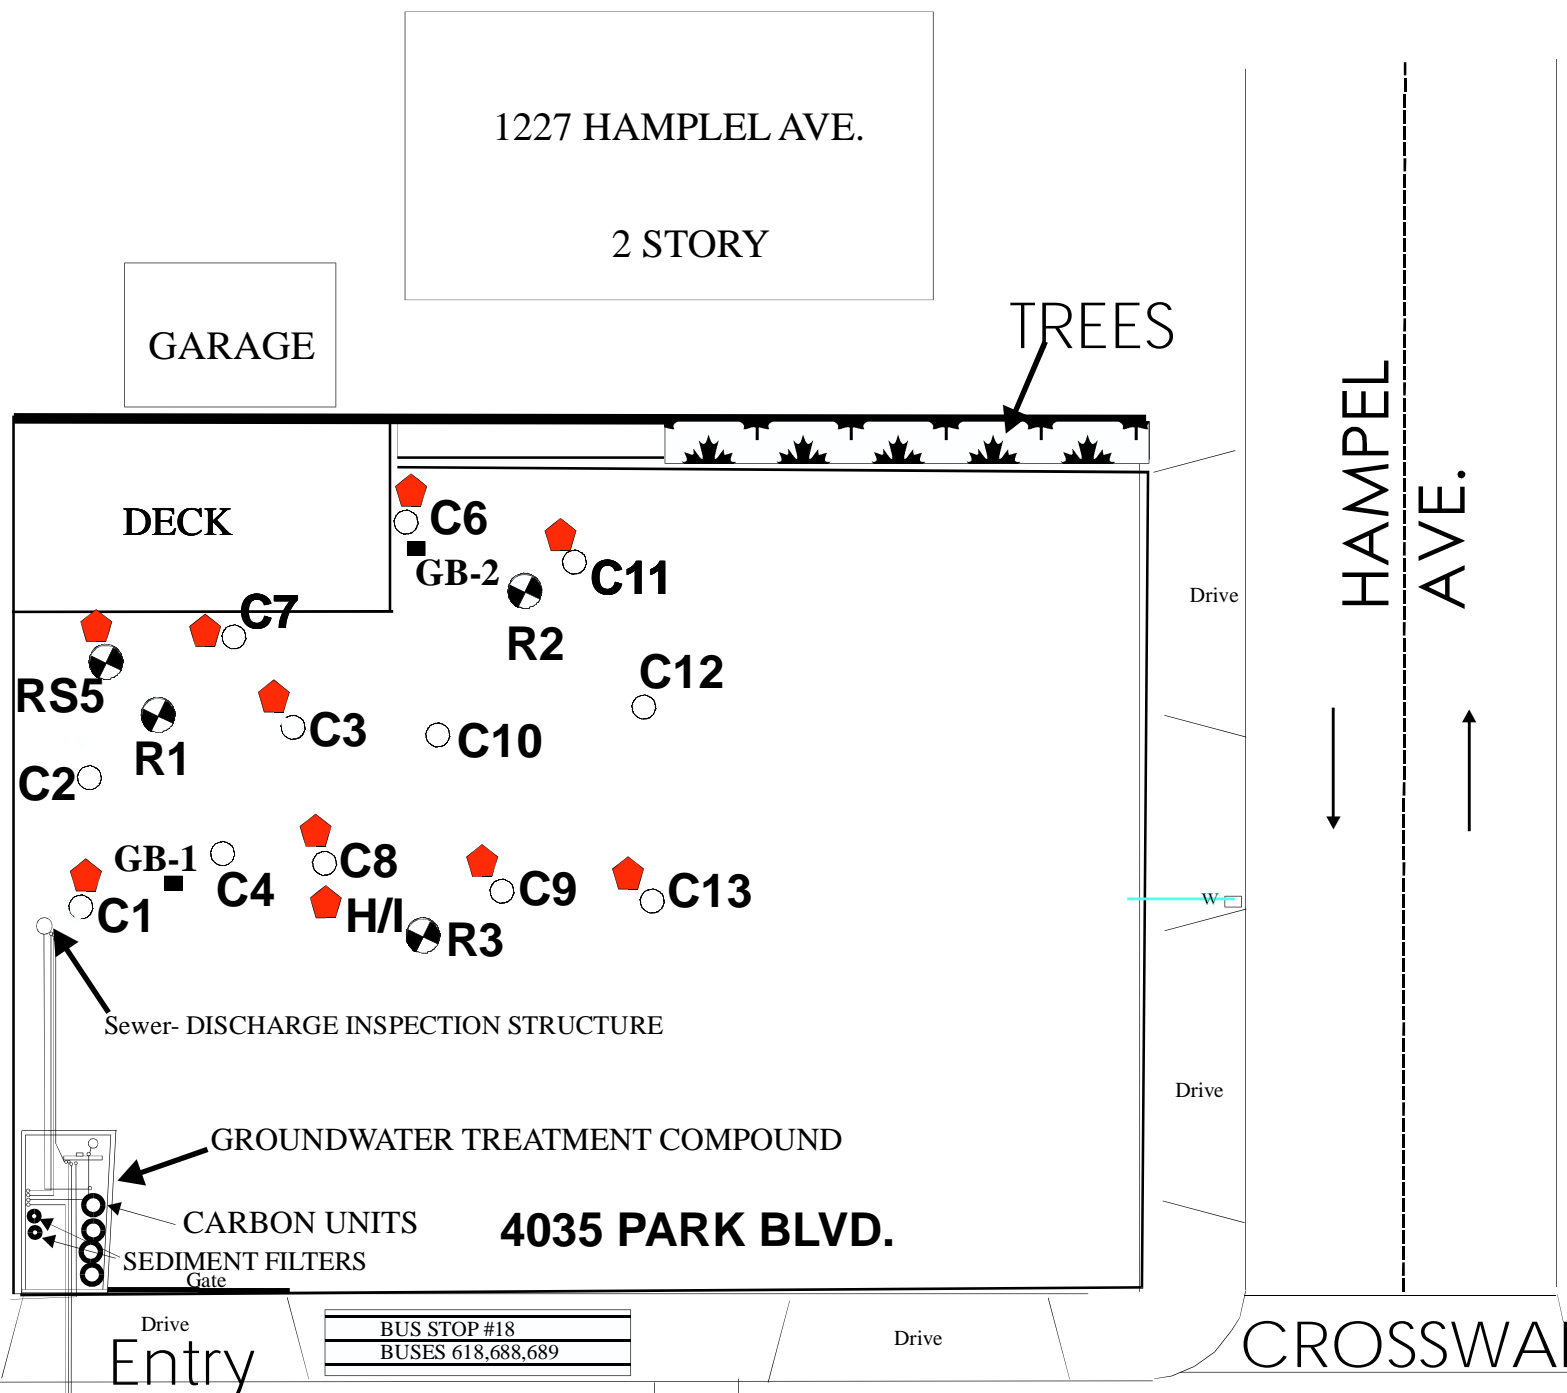 1227 HAMPLEL AVE.
2 STORY
GARAGE
TREES
HAMPEL
AVE.
DECK
C6
GB-2
C11
C7
R2
RS5
C12
C3
C10
R1
C2
GB-1
C8
C4
C9
C13
C1
H/I
R3
Drive
W
Sewer- DISCHARGE INSPECTION STRUCTURE
Drive
GROUNDWATER TREATMENT COMPOUND
CARBON UNITS
4035 PARK BLVD.
SEDIMENT FILTERS
Gate
Drive
Entry
BUS STOP #18
BUSES 618,688,689
Drive
CROSSWAL